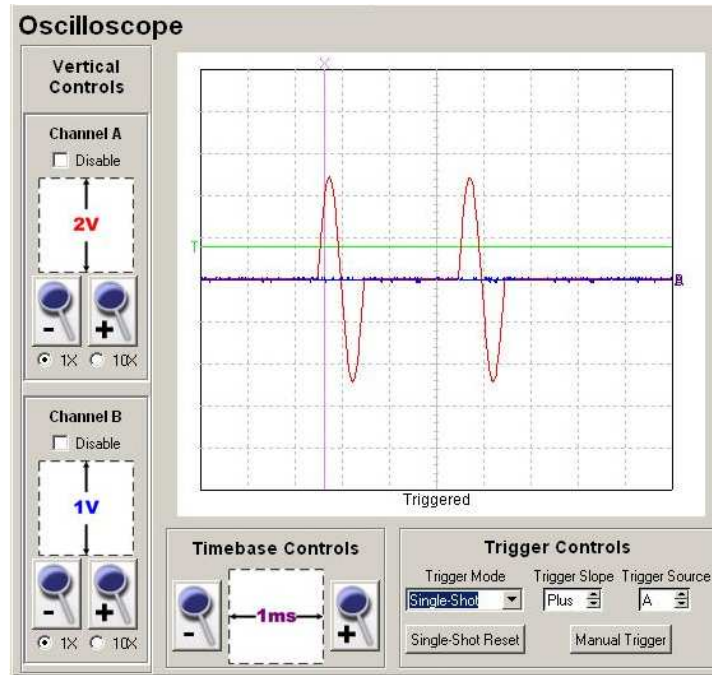 Oscilloscope
Vertical
Controls
Channel A
Disable
2V
- +
1X 10X
Channel B
Disable
1V
- +
1X 10X
X
T
Triggered
Timebase Controls
- 1ms +
Trigger Controls
Trigger Mode Trigger Slope Trigger Source
Single-Shot Plus A
Single-Shot Reset Manual Trigger